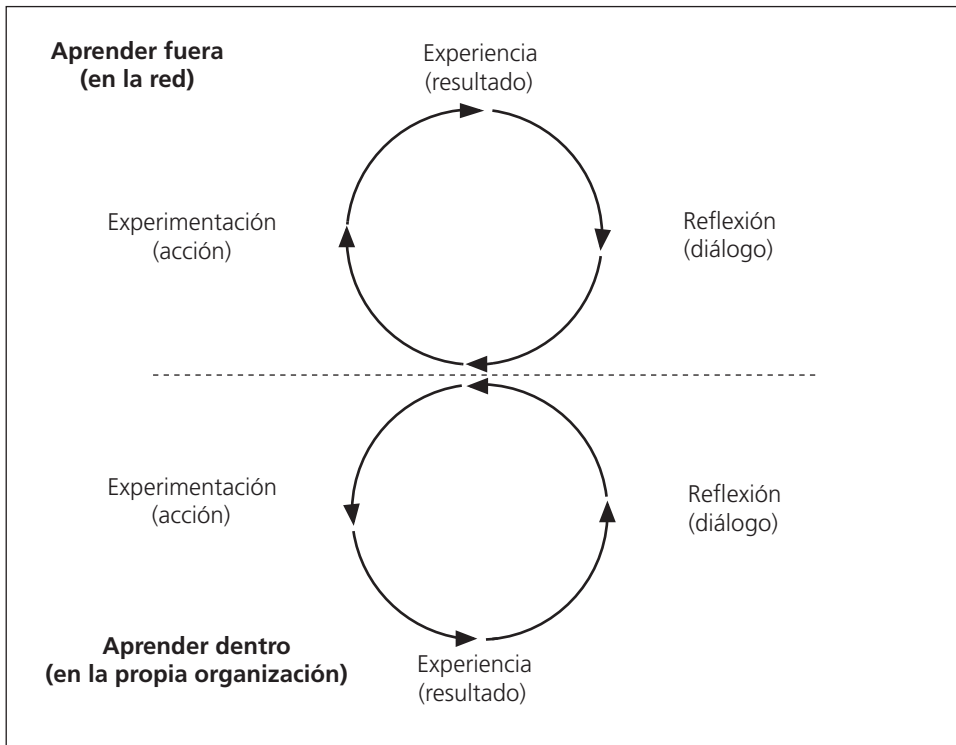 Aprender fuera
(en la red)
Experiencia
(resultado)
Experimentación
(acción)
Reflexión
(diálogo)
Experimentación
(acción)
Reflexión
(diálogo)
Aprender dentro
(en la propia organización)
Experiencia
(resultado)